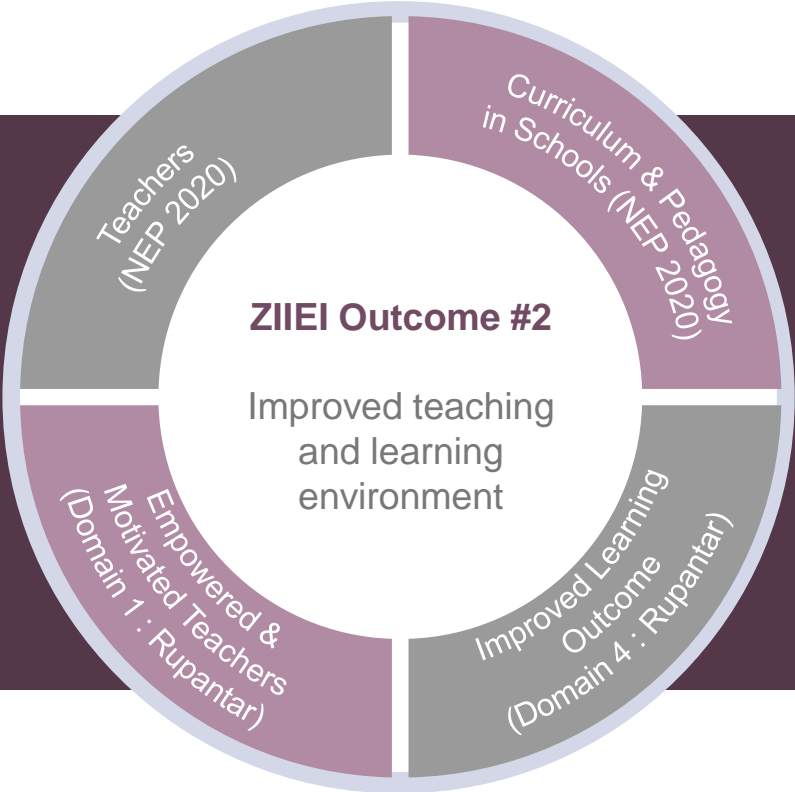 Teachers
(NEP 2020)
Curriculum & Pedagogy
in Schools (NEP 2020)
ZIIEI Outcome #2
Improved teaching
and learning
environment
Empowered &
Motivated Teachers
(Domain 1 : Rupantar)
Improved Learning
Outcome
(Domain 4 : Rupantar)